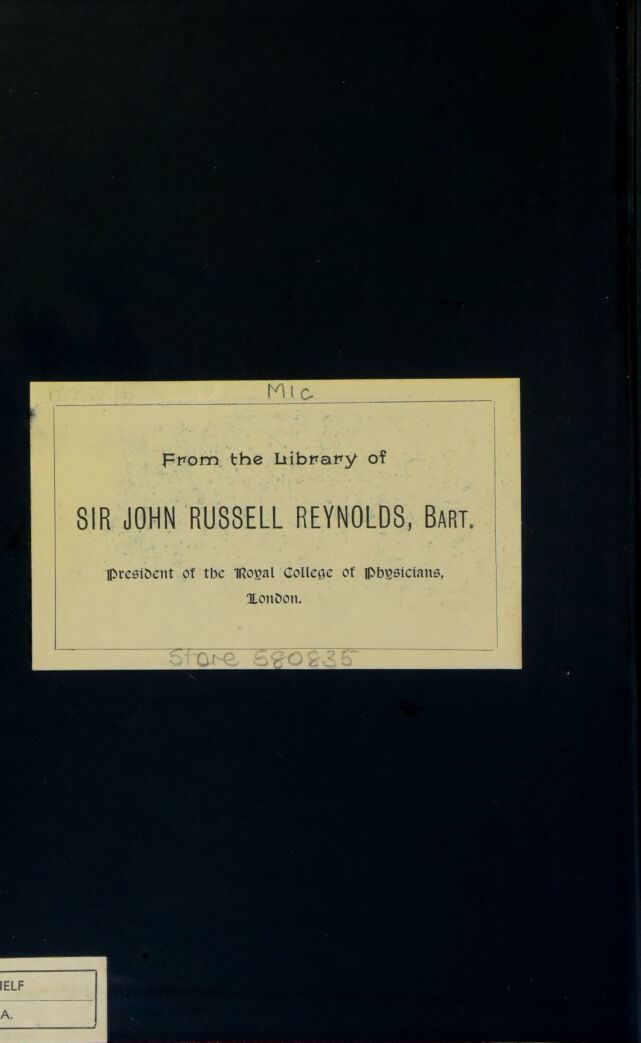 MIC
From the Library of
SIR JOHN RUSSELL REYNOLDS, BART.
President of the Royal College of Physicians,
London.
Store 580835
IELF
A.